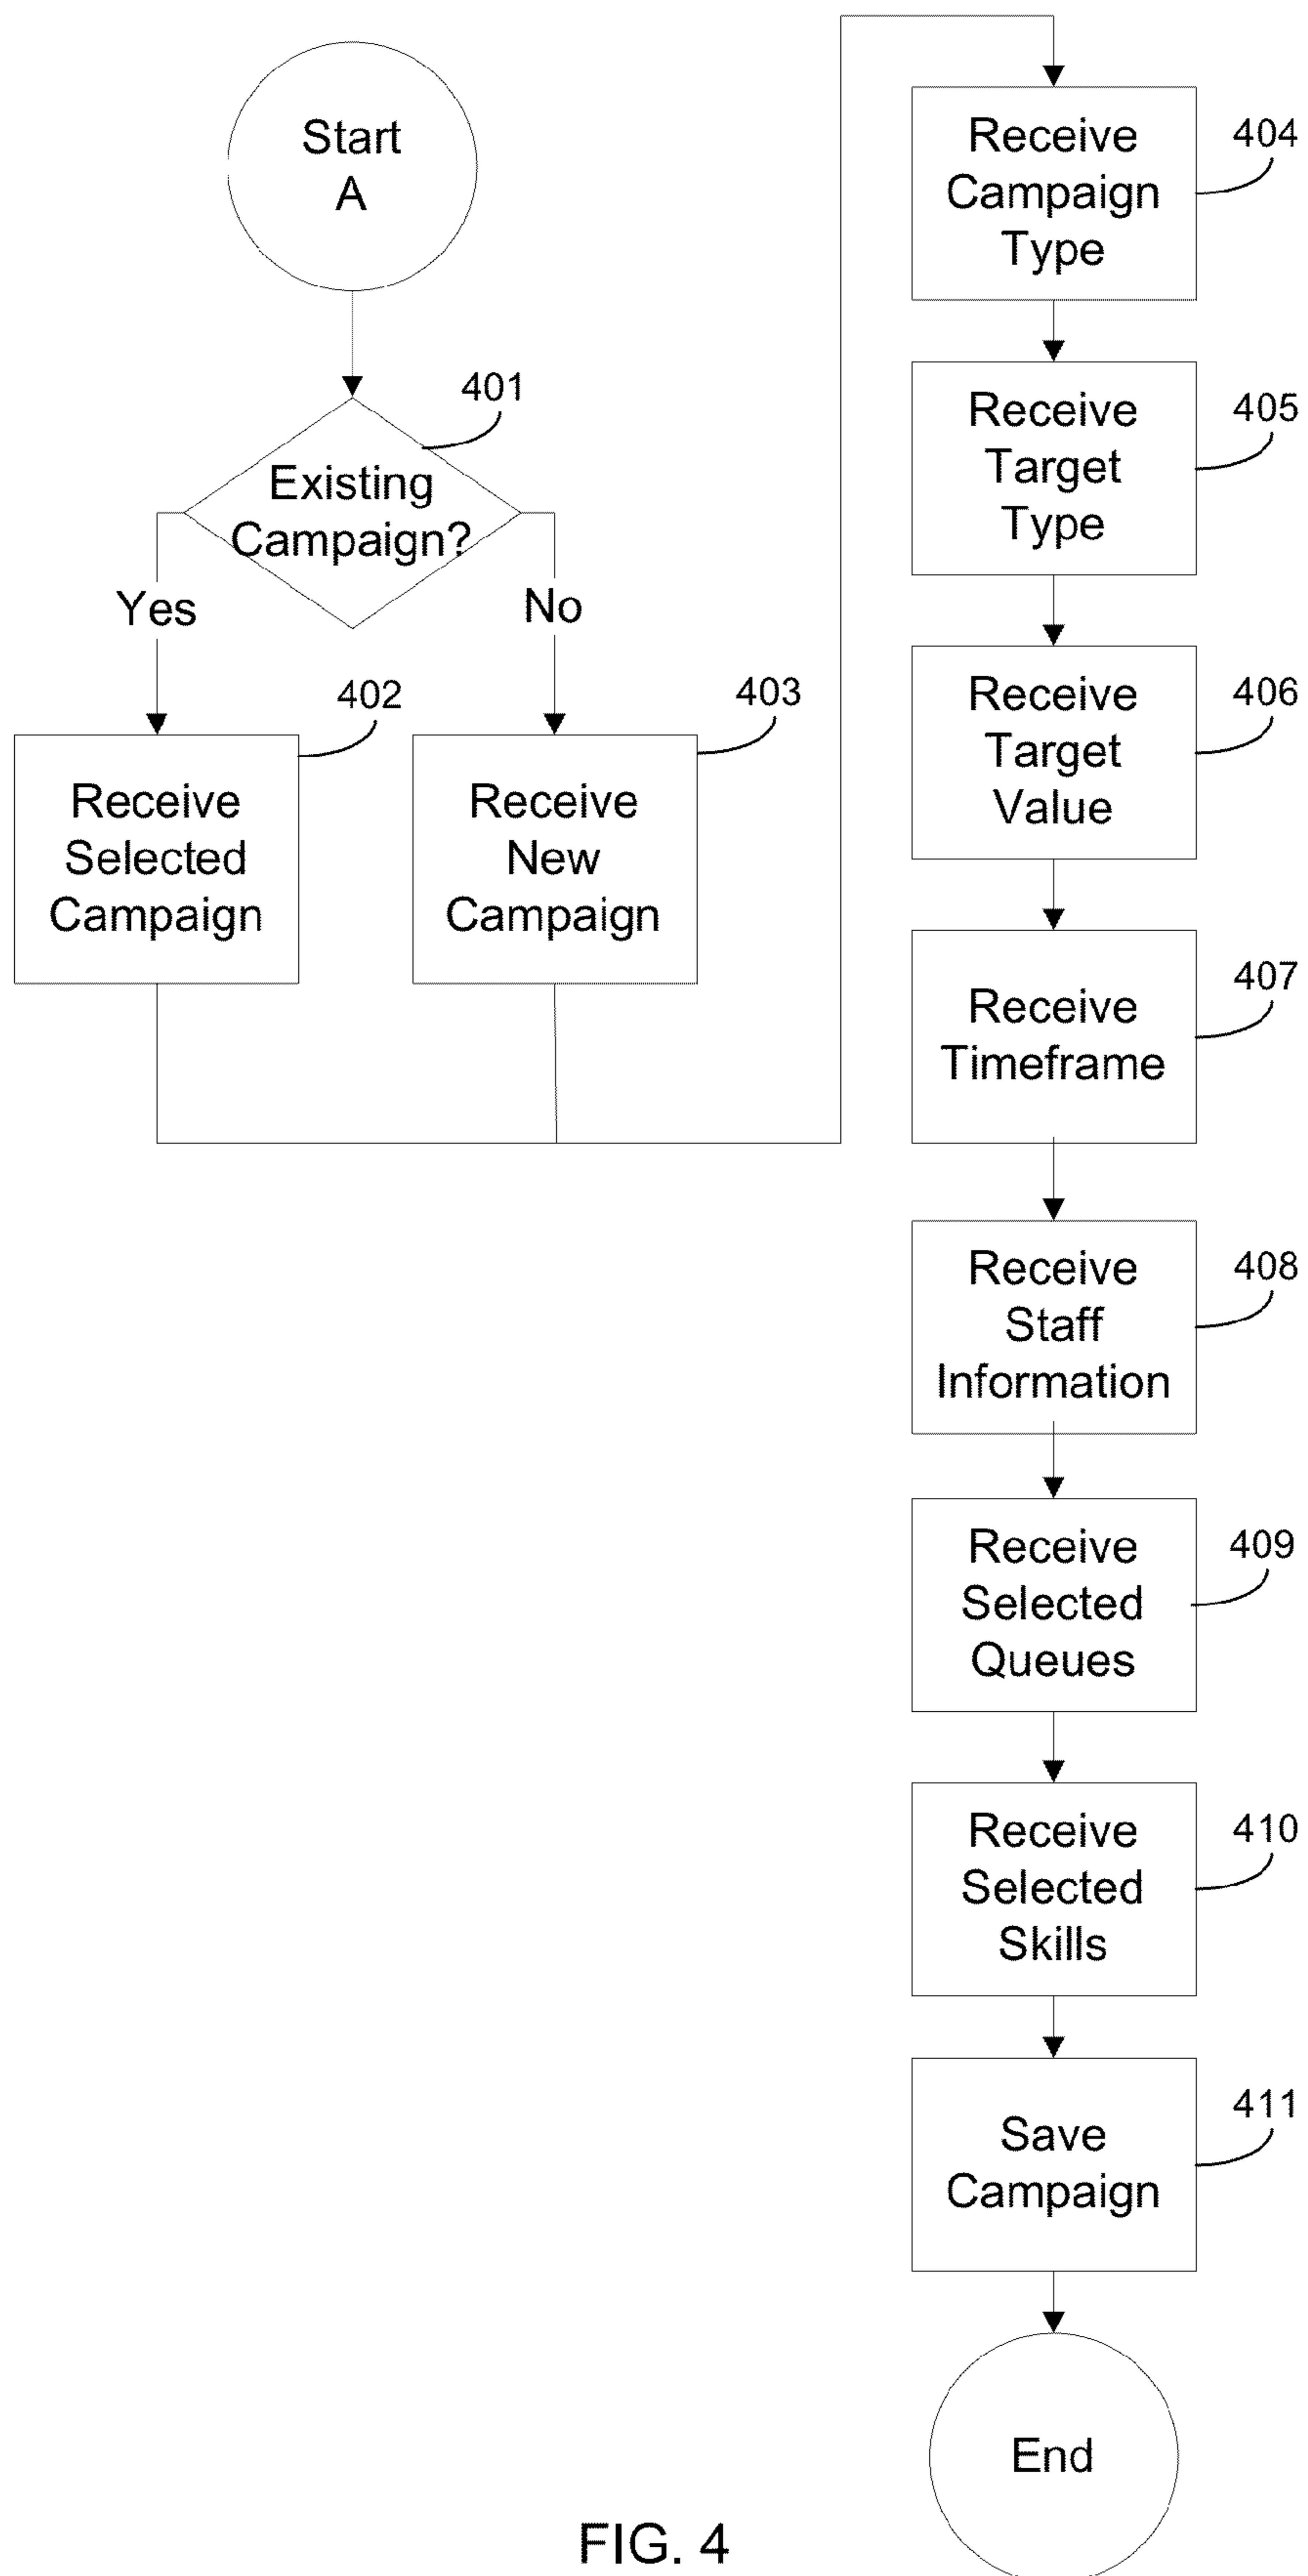 Start
A
401
Existing
Campaign?
Yes
No
402
Receive
Selected
Campaign
403
Receive
New
Campaign
404
Receive
Campaign
Type
405
Receive
Target
Type
406
Receive
Target
Value
407
Receive
Timeframe
408
Receive
Staff
Information
409
Receive
Selected
Queues
410
Receive
Selected
Skills
411
Save
Campaign
End
FIG. 4